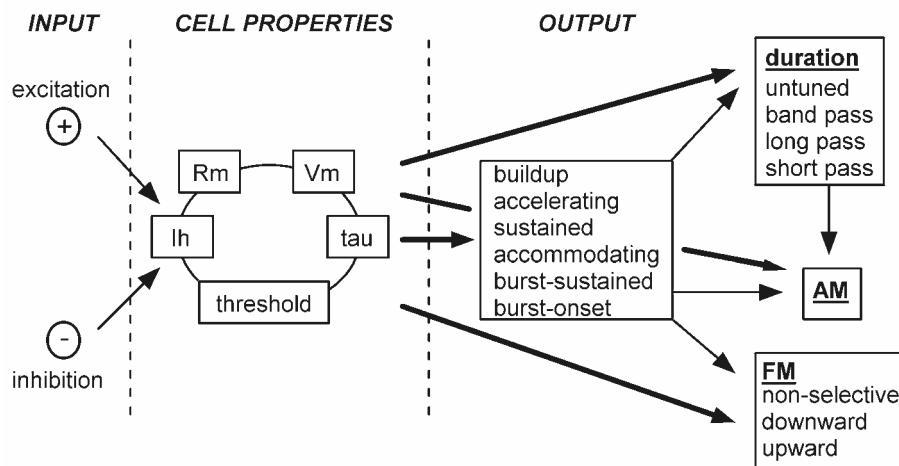 INPUT
CELL PROPERTIES
OUTPUT
excitation
+
Rm
Vm
Ih
tau
threshold
-
inhibition
buildup
accelerating
sustained
accommodating
burst-sustained
burst-onset
duration
untuned
band pass
long pass
short pass
AM
FM
non-selective
downward
upward